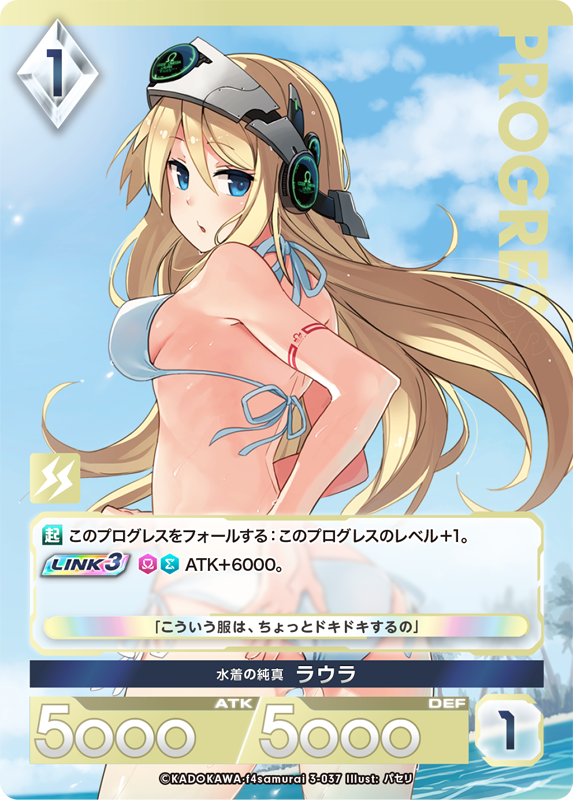 1
PROGRES
起 このプログレスをフォールする：このプログレスのレベル+1。
LINK 3 Ω Σ ATK+6000。
「こういう服は、ちょっとドキドキするの」
水着の純真 ラウラ
ATK DEF
5000 5000 1
©KADOKAWA-f4samurai 3-037 Illust: パセリ